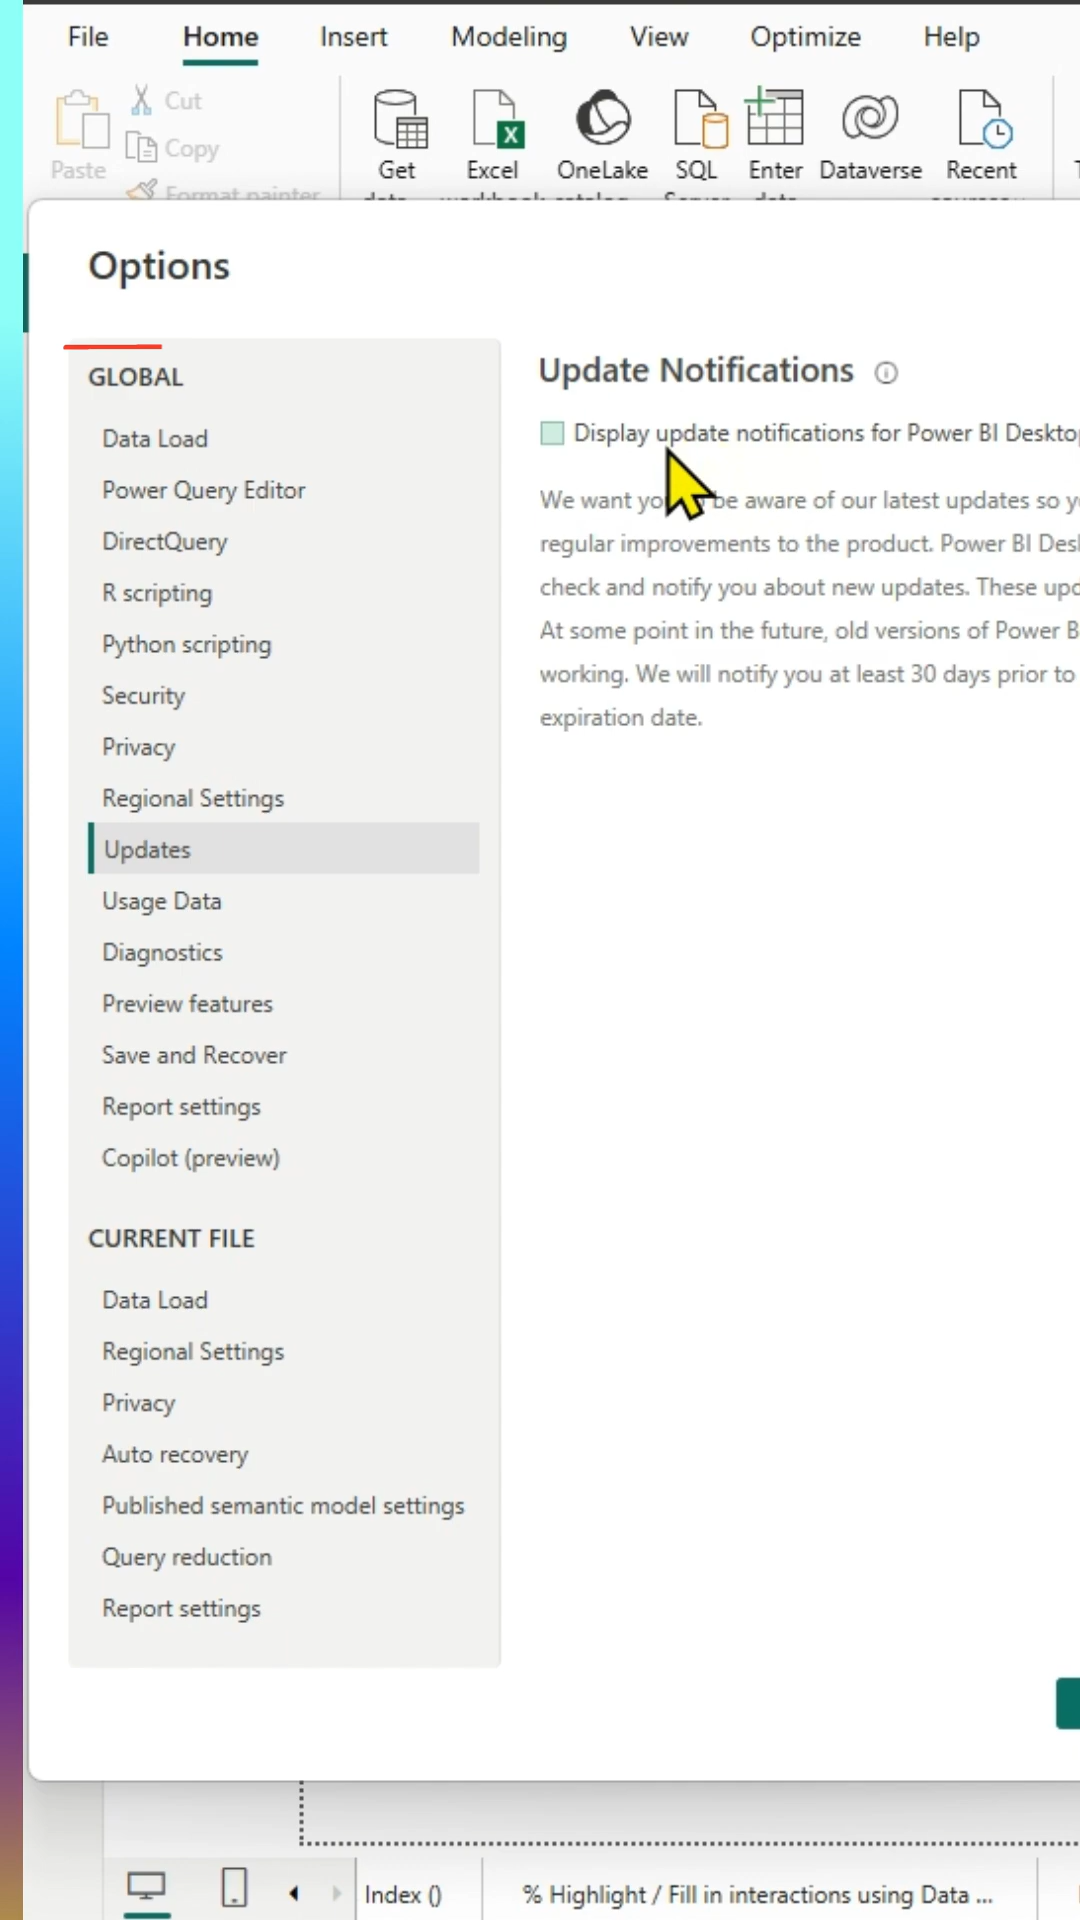 File Home Insert Modeling View Optimize Help
Cut
Copy
Paste
Format painter
Get Excel OneLake SQL Enter Dataverse Recent
Options
GLOBAL
Data Load
Power Query Editor
DirectQuery
R scripting
Python scripting
Security
Privacy
Regional Settings
Updates
Usage Data
Diagnostics
Preview features
Save and Recover
Report settings
Copilot (preview)
CURRENT FILE
Data Load
Regional Settings
Privacy
Auto recovery
Published semantic model settings
Query reduction
Report settings
Update Notifications
Display update notifications for Power BI
We want be aware of our latest updates so
regular improvements to the product. Power BI
check and notify you about new updates. These
At some point in the future, old versions of Power
working. We will notify you at least 30 days prior to
expiration date.
Index () % Highlight / Fill in interactions using Data ...